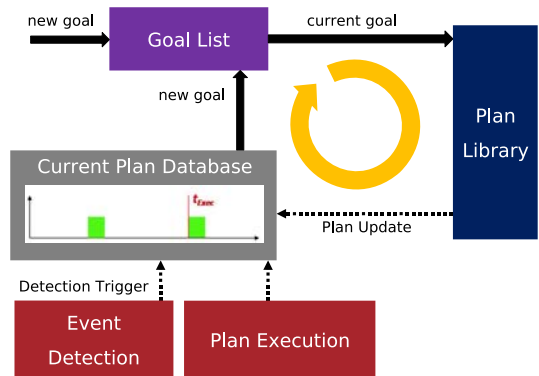 new goal
Goal List
current goal
new goal
Plan
Library
Current Plan Database
tExec
Plan Update
Detection Trigger
Event
Detection
Plan Execution